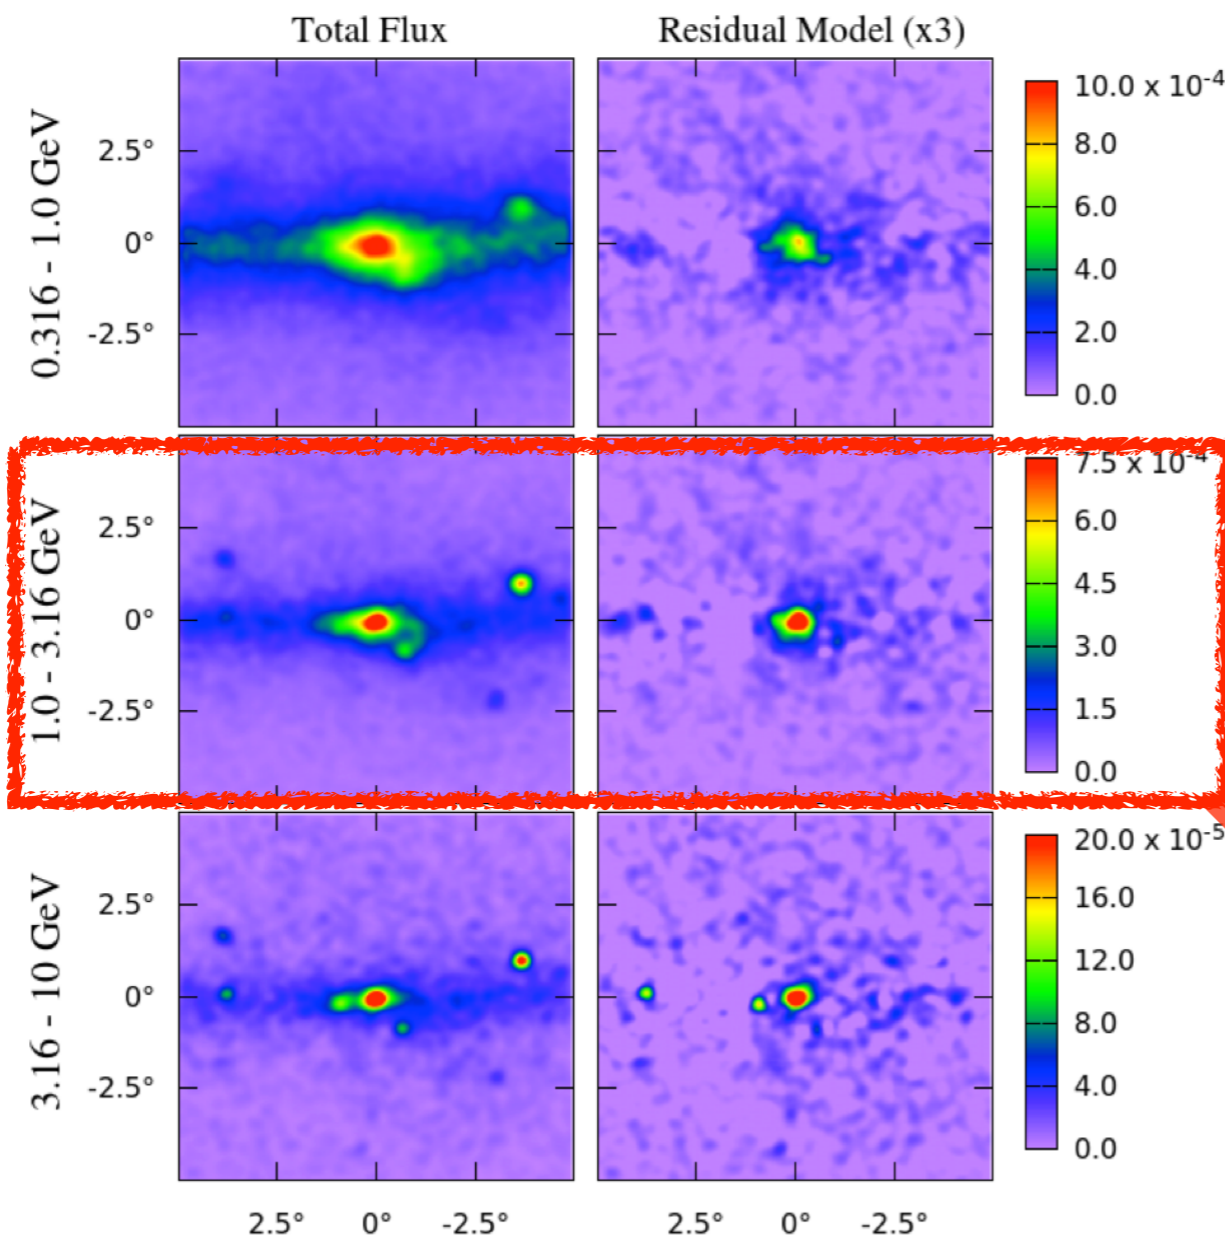 Total Flux
Residual Model (x3)
0.316 - 1.0 GeV
2.5°
0°
-2.5°
10.0 x 10-4
8.0
6.0
4.0
2.0
0.0
1.0 - 3.16 GeV
2.5°
0°
-2.5°
7.5 x 10-4
6.0
4.5
3.0
1.5
0.0
3.16 - 10 GeV
2.5°
0°
-2.5°
20.0 x 10-5
16.0
12.0
8.0
4.0
0.0
2.5° 0° -2.5°
2.5° 0° -2.5°